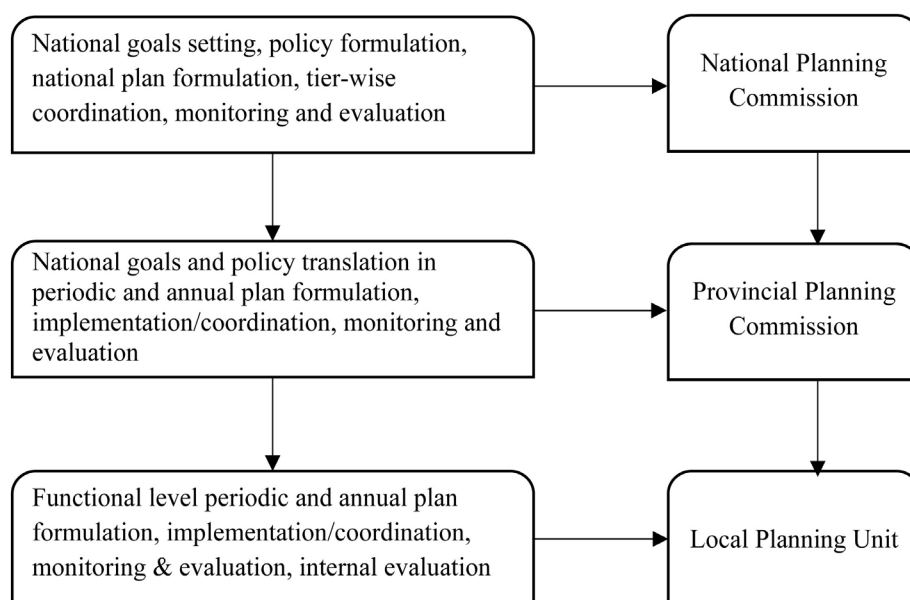 National goals setting, policy formulation,
national plan formulation, tier-wise
coordination, monitoring and evaluation
National Planning
Commission
National goals and policy translation in
periodic and annual plan formulation,
implementation/coordination, monitoring and
evaluation
Provincial Planning
Commission
Functional level periodic and annual plan
formulation, implementation/coordination,
monitoring & evaluation, internal evaluation
Local Planning Unit